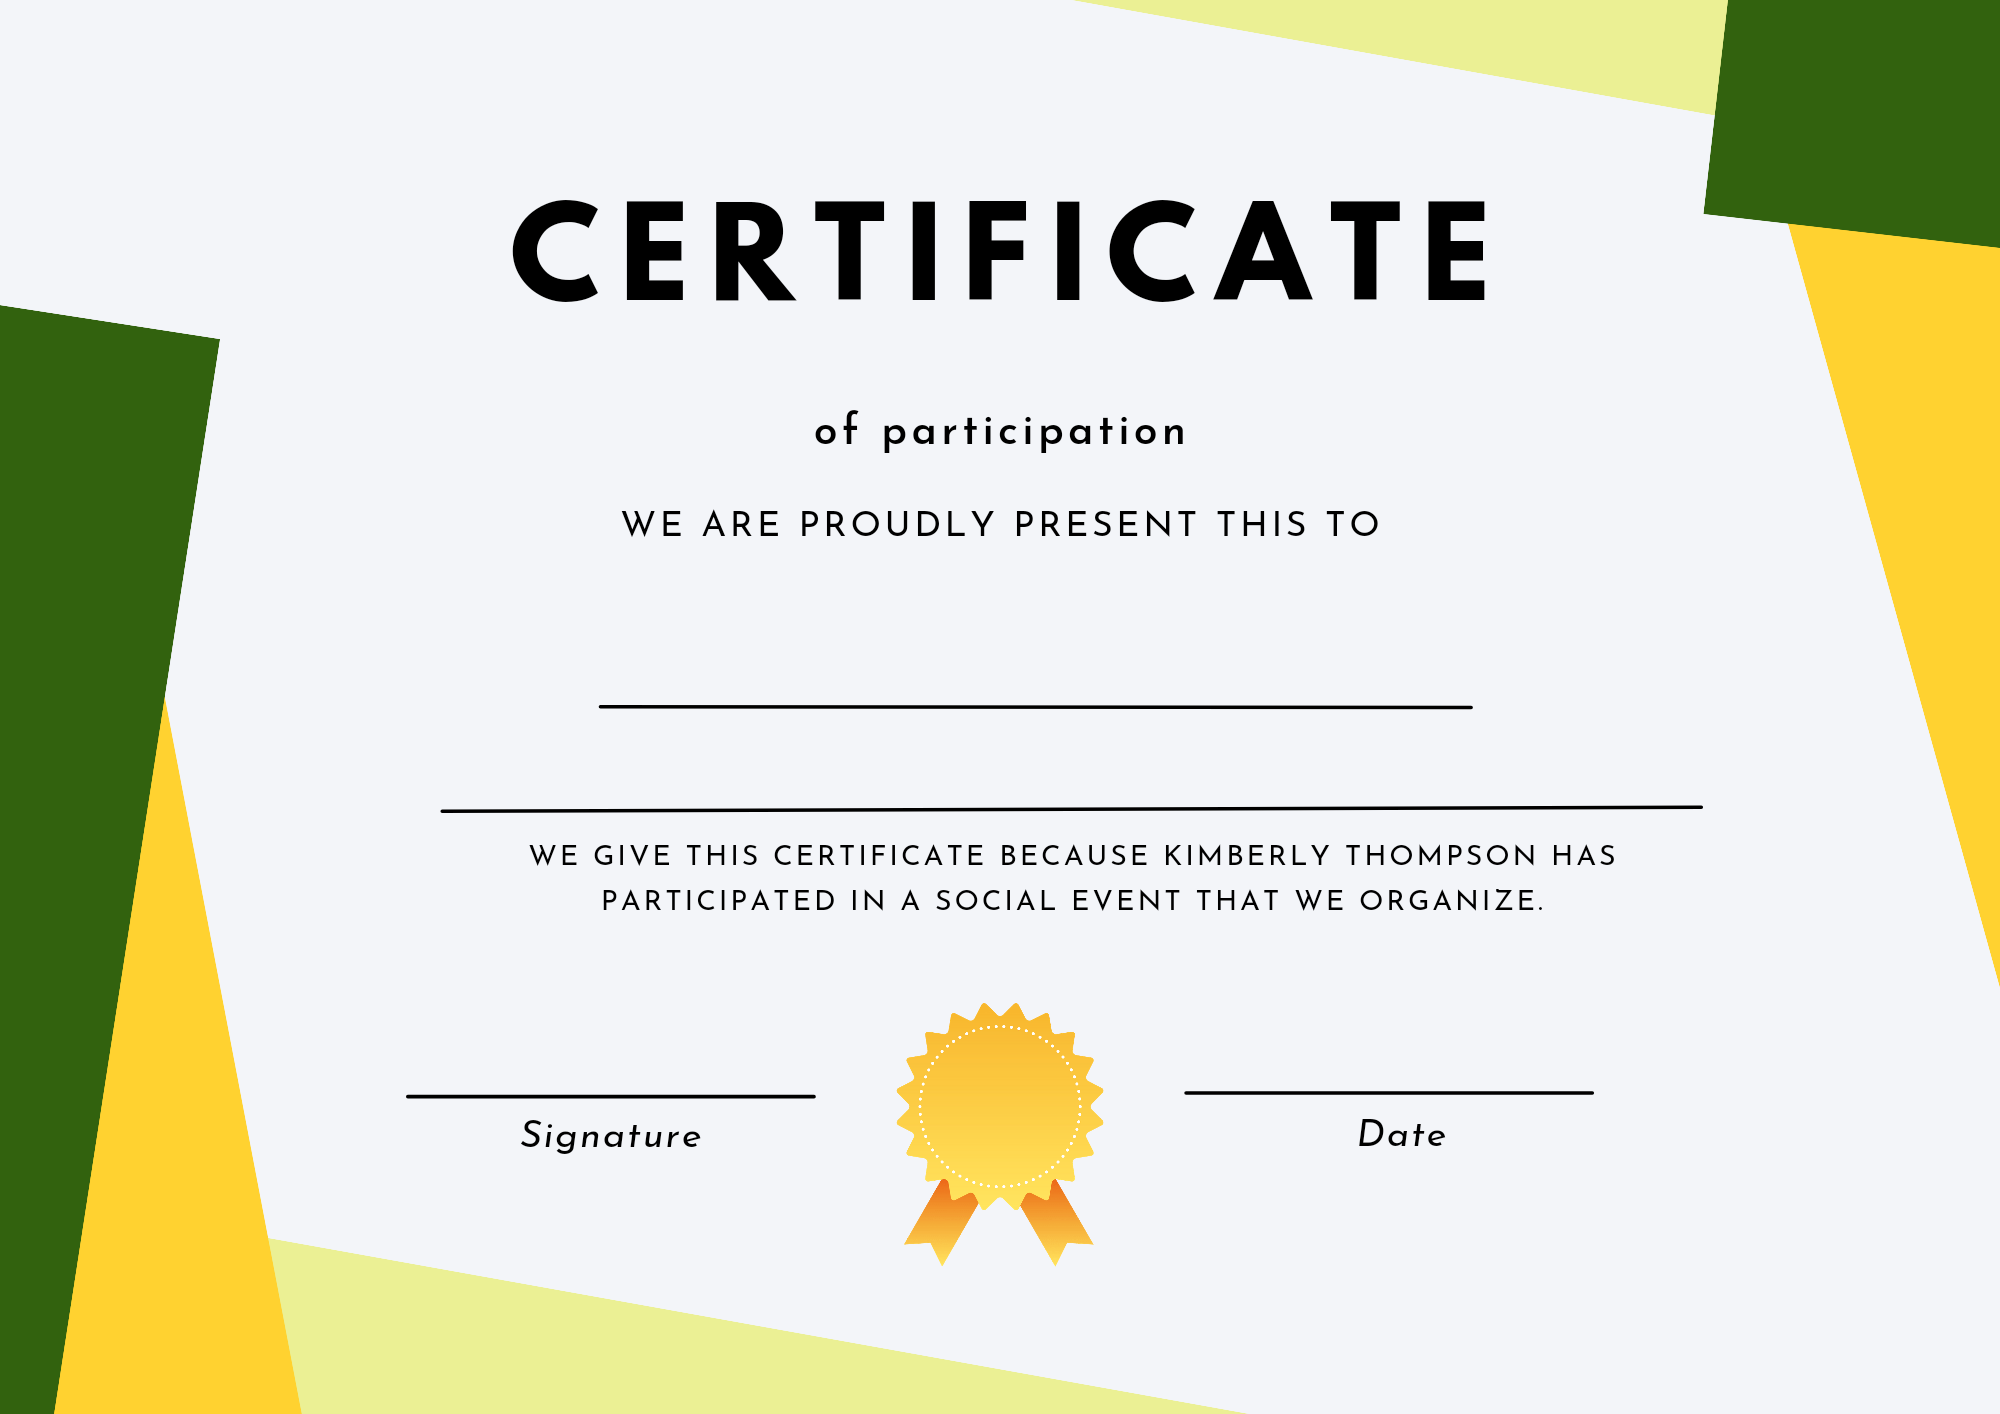 CERTIFICATE
of participation
WE ARE PROUDLY PRESENT THIS TO
WE GIVE THIS CERTIFICATE BECAUSE KIMBERLY THOMPSON HAS
PARTICIPATED IN A SOCIAL EVENT THAT WE ORGANIZE.
Signature
Date